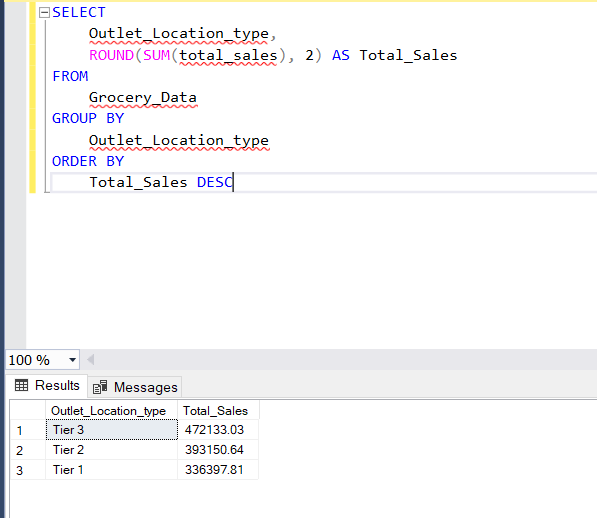 SELECT
Outlet_Location_type,
ROUND(SUM(total_sales), 2) AS Total_Sales
FROM
Grocery_Data
GROUP BY
Outlet_Location_type
ORDER BY
Total_Sales DESC
100 %
Results Messages
Outlet_Location_type Total_Sales
1 Tier 3 472133.03
2 Tier 2 393150.64
3 Tier 1 336397.81